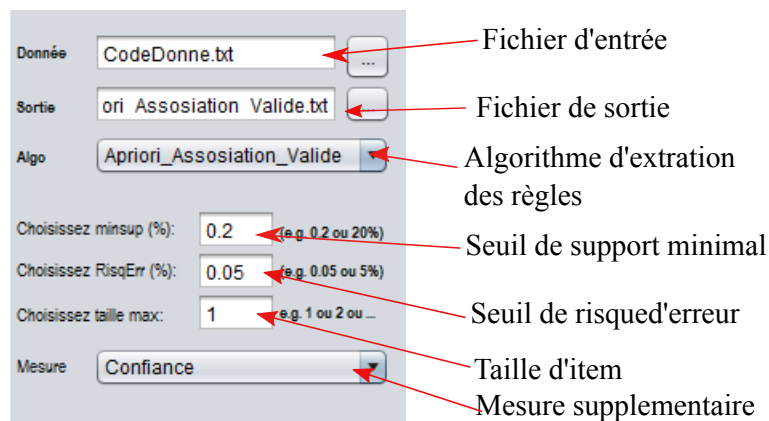 Donnée
CodeDonne.txt
...
Fichier d'entrée
Sortie
ori Assosiation Valide.txt
...
Fichier de sortie
Algo
Apriori_Assosiation_Valide
Algorithme d'extration
des règles
Choisissez minsup (%):
0.2
(e.g. 0.2 ou 20%)
Seuil de support minimal
Choisissez RisqErr (%):
0.05
(e.g. 0.05 ou 5%)
Seuil de risqued'erreur
Choisissez taille max:
1
e.g. 1 ou 2 ou ...
Taille d'item
Mesure
Confiance
Mesure supplementaire